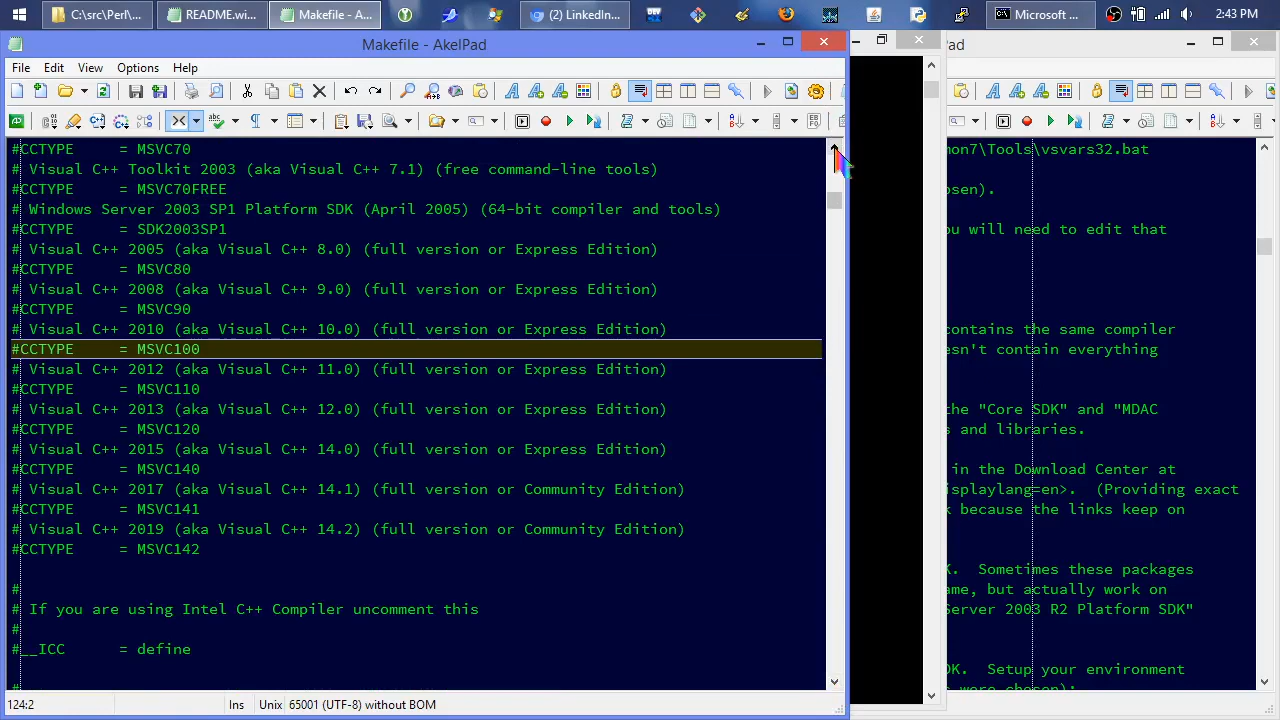 C:\src\Perl\...
README.wi...
Makefile - A...
(2) LinkedIn...
Microsoft ...
2:43 PM
Makefile - AkelPad
Pad
File Edit View Options Help
#CCTYPE = MSVC70
# Visual C++ Toolkit 2003 (aka Visual C++ 7.1) (free command-line tools)
#CCTYPE = MSVC70FREE
# Windows Server 2003 SP1 Platform SDK (April 2005) (64-bit compiler and tools)
#CCTYPE = SDK2003SP1
# Visual C++ 2005 (aka Visual C++ 8.0) (full version or Express Edition)
#CCTYPE = MSVC80
# Visual C++ 2008 (aka Visual C++ 9.0) (full version or Express Edition)
#CCTYPE = MSVC90
# Visual C++ 2010 (aka Visual C++ 10.0) (full version or Express Edition)
#CCTYPE = MSVC100
# Visual C++ 2012 (aka Visual C++ 11.0) (full version or Express Edition)
#CCTYPE = MSVC110
# Visual C++ 2013 (aka Visual C++ 12.0) (full version or Express Edition)
#CCTYPE = MSVC120
# Visual C++ 2015 (aka Visual C++ 14.0) (full version or Express Edition)
#CCTYPE = MSVC140
# Visual C++ 2017 (aka Visual C++ 14.1) (full version or Community Edition)
#CCTYPE = MSVC141
# Visual C++ 2019 (aka Visual C++ 14.2) (full version or Community Edition)
#CCTYPE = MSVC142
#
# If you are using Intel C++ Compiler uncomment this
#
#__ICC = define
#
124:2 Ins Unix 65001 (UTF-8) without BOM
mon7\Tools\vsvars32.bat
osen).
ou will need to edit that
contains the same compiler
esn't contain everything
the "Core SDK" and "MDAC
s and libraries.
in the Download Center at
isplaylang=en>. (Providing exact
k because the links keep on
K. Sometimes these packages
ame, but actually work on
Server 2003 R2 Platform SDK"
DK. Setup your environment
s were chosen):